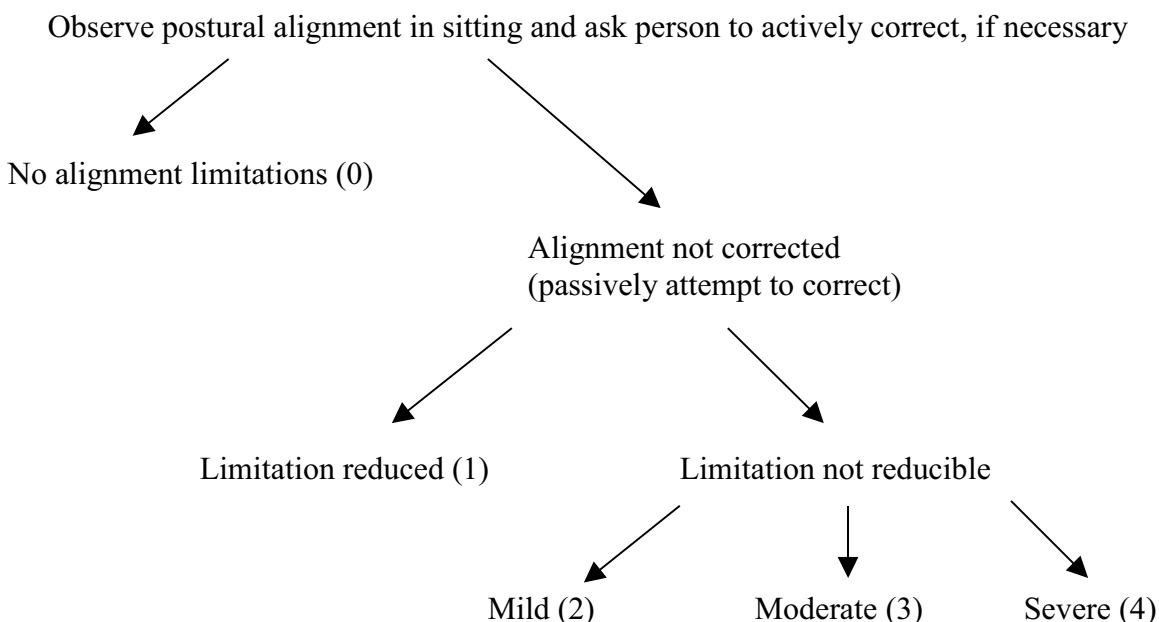 Observe postural alignment in sitting and ask person to actively correct, if necessary
No alignment limitations (0)
Alignment not corrected
(passively attempt to correct)
Limitation reduced (1)
Limitation not reducible
Mild (2)
Moderate (3)
Severe (4)